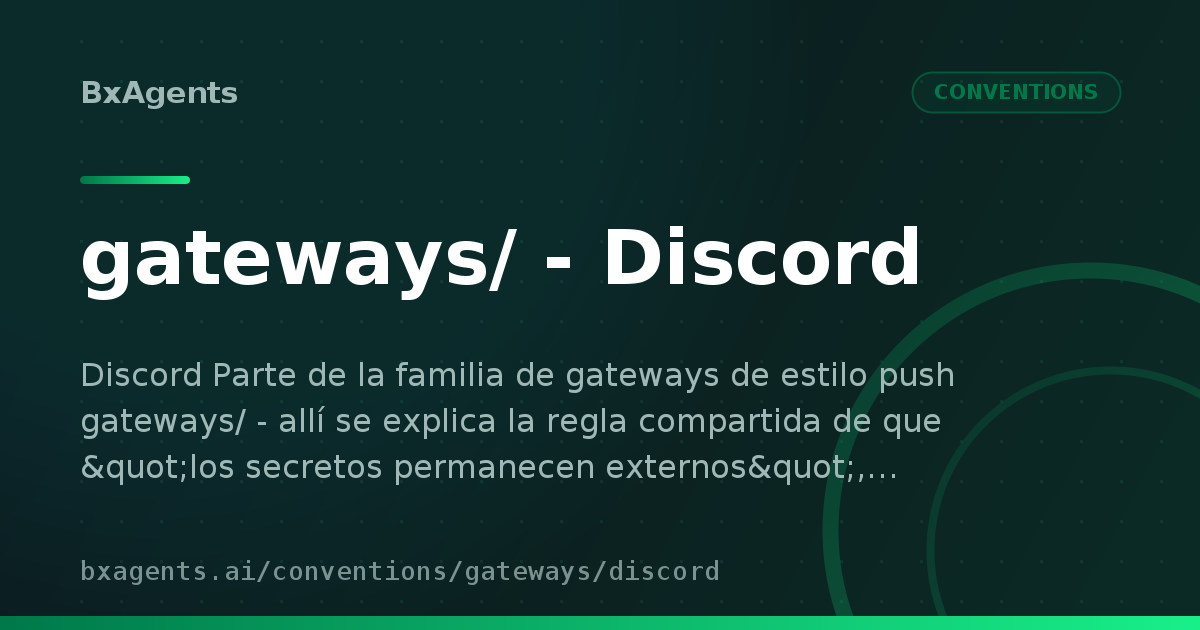 BxAgents
CONVENTIONS
gateways/ - Discord
Discord Parte de la familia de gateways de estilo push
gateways/ - allí se explica la regla compartida de que
&quot;los secretos permanecen externos&quot;,...
bxagents.ai/conventions/gateways/discord